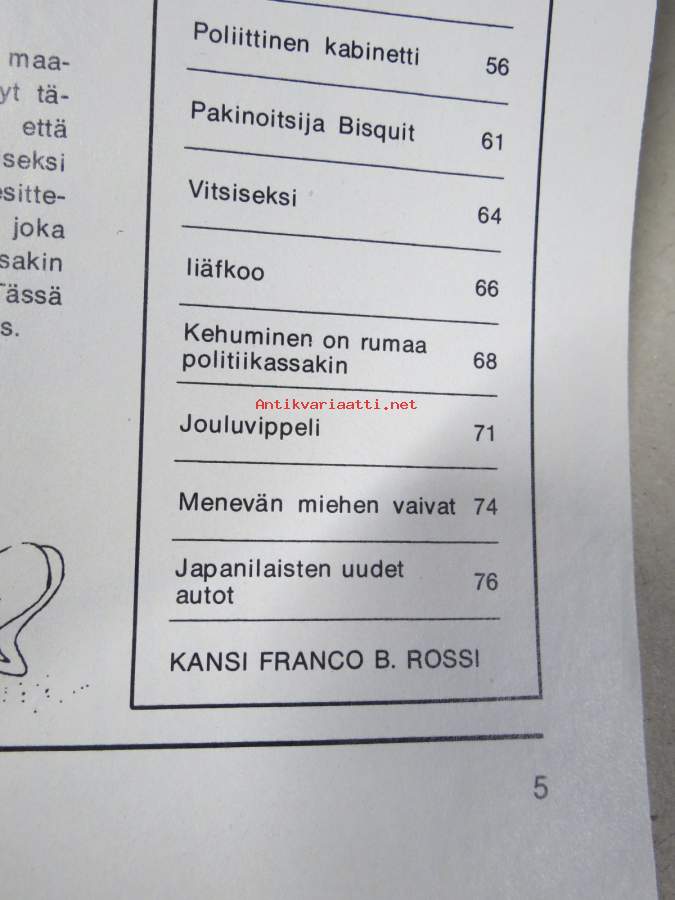 maa-
yt tä-
että
seksi
esitte-
joka
sakin
Tässä
s.
Poliittinen kabinetti 56
Pakinoitsija Bisquit 61
Vitsiseksi 64
Iiäfkoo 66
Kehuminen on rumaa
politiikassakin 68
Antikvariaatti.net
Jouluvippeli 71
Menevän miehen vaivat 74
Japanilaisten uudet
autot 76
KANSI FRANCO B. ROSSI
5